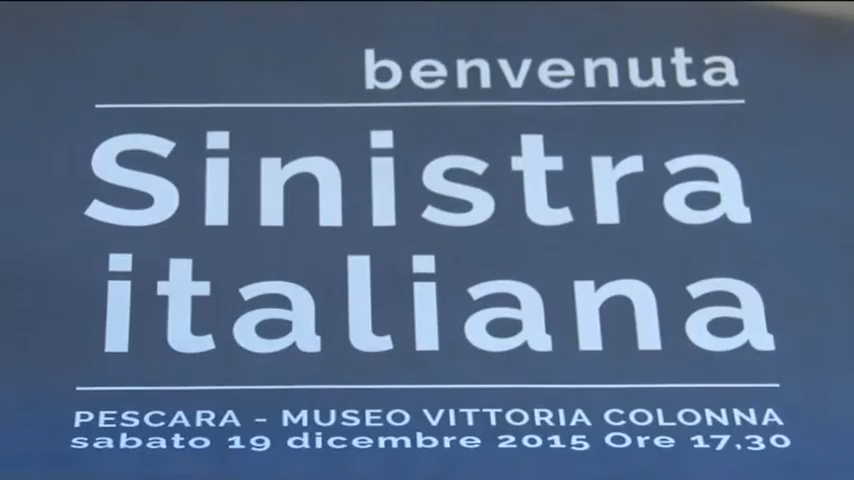 benvenuta
Sinistra
italiana
PESCARA - MUSEO VITTORIA COLONNA
sabato 19 dicembre 2015 Ore 17,30